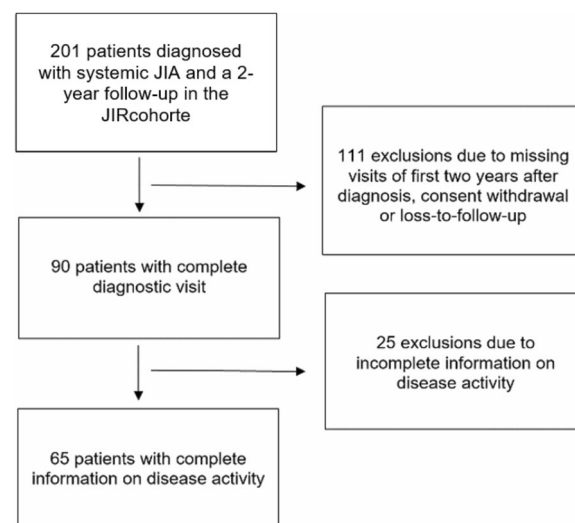 201 patients diagnosed
with systemic JIA and a 2-
year follow-up in the
JIRcohorte
111 exclusions due to missing
visits of first two years after
diagnosis, consent withdrawal
or loss-to-follow-up
90 patients with complete
diagnostic visit
25 exclusions due to
incomplete information on
disease activity
65 patients with complete
information on disease activity